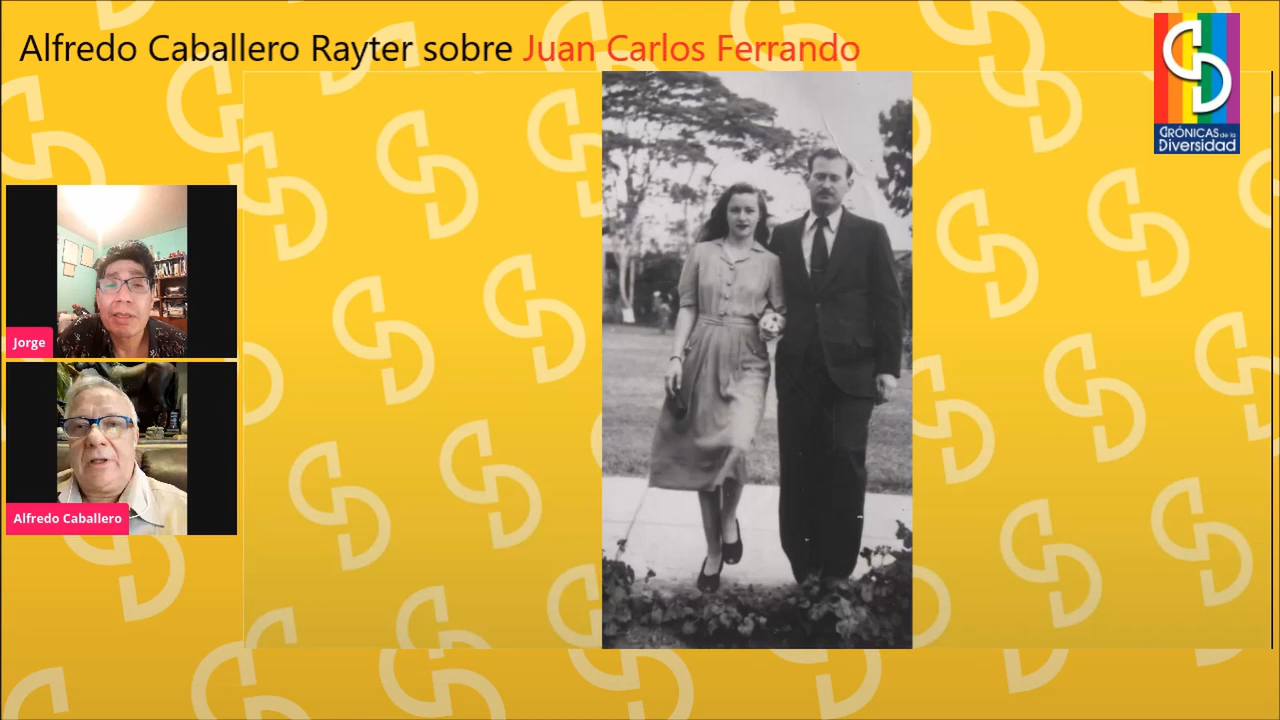 Alfredo Caballero Rayter sobre Juan Carlos Ferrando
CRÓNICAS de la
Diversidad
Jorge
Alfredo Caballero